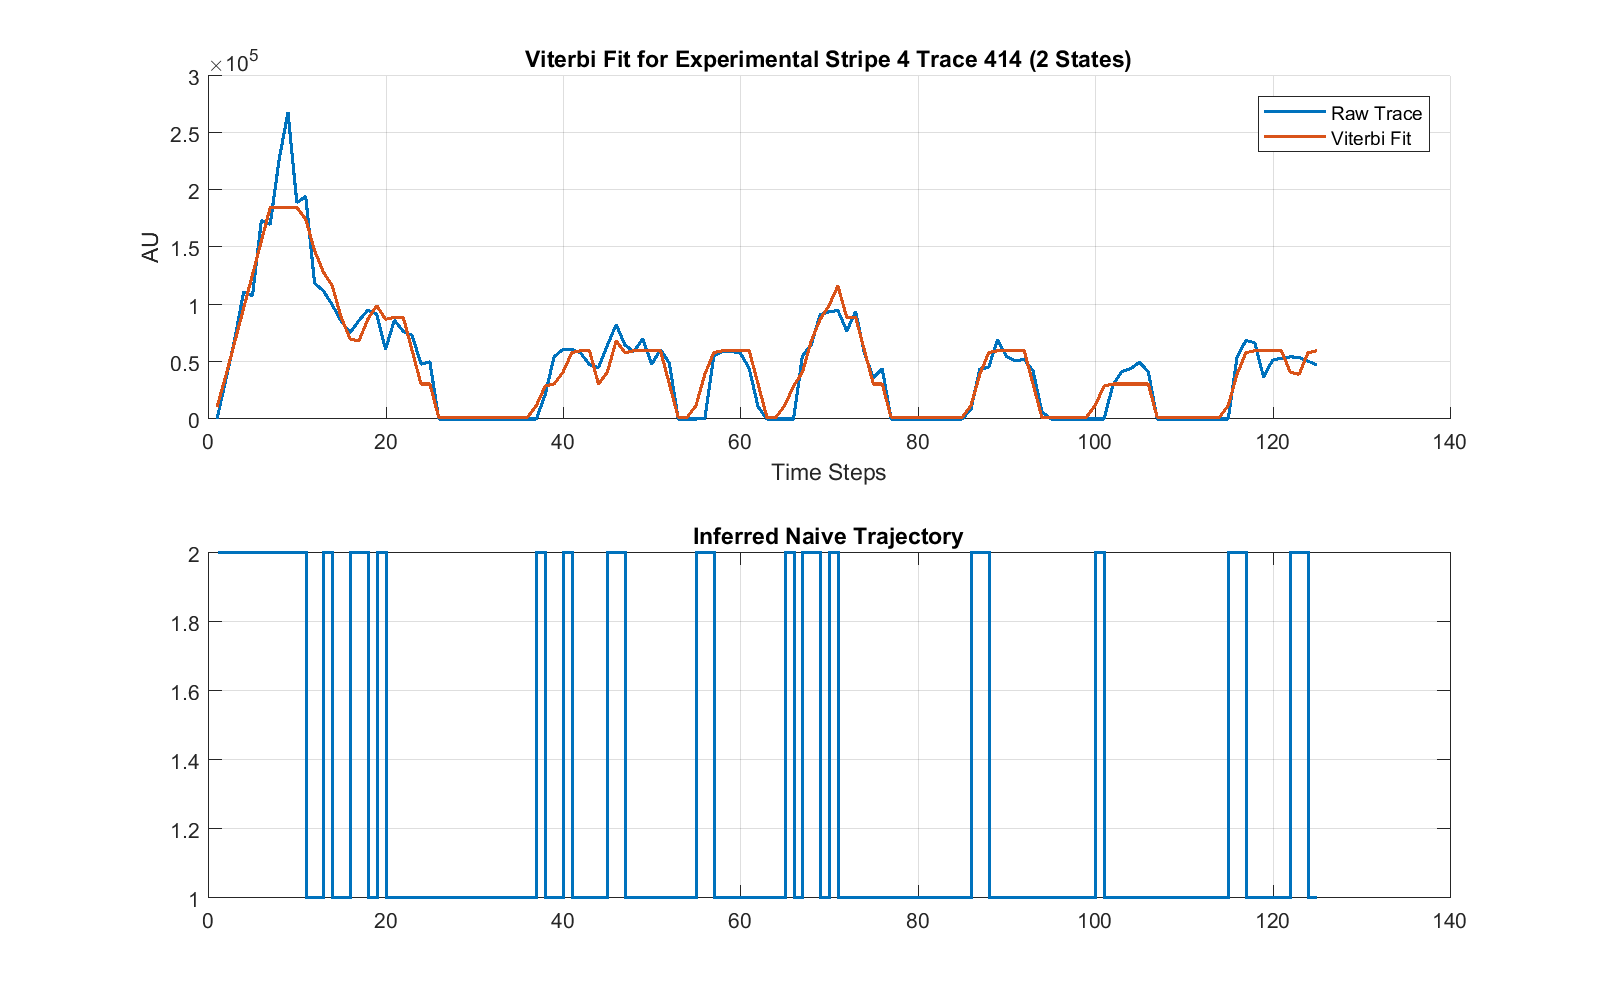 Viterbi Fit for Experimental Stripe 4 Trace 414 (2 States)
×10^5
3
2.5
2
1.5
1
0.5
0
AU
Raw Trace
Viterbi Fit
0 20 40 60 80 100 120 140
Time Steps
Inferred Naive Trajectory
2
1.8
1.6
1.4
1.2
1
0 20 40 60 80 100 120 140